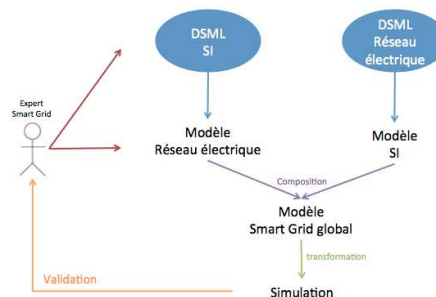 DSML
SI
DSML
Réseau
électrique
Expert
Smart Grid
Modèle
Réseau électrique
Modèle
SI
Composition
Modèle
Smart Grid global
transformation
Validation
Simulation